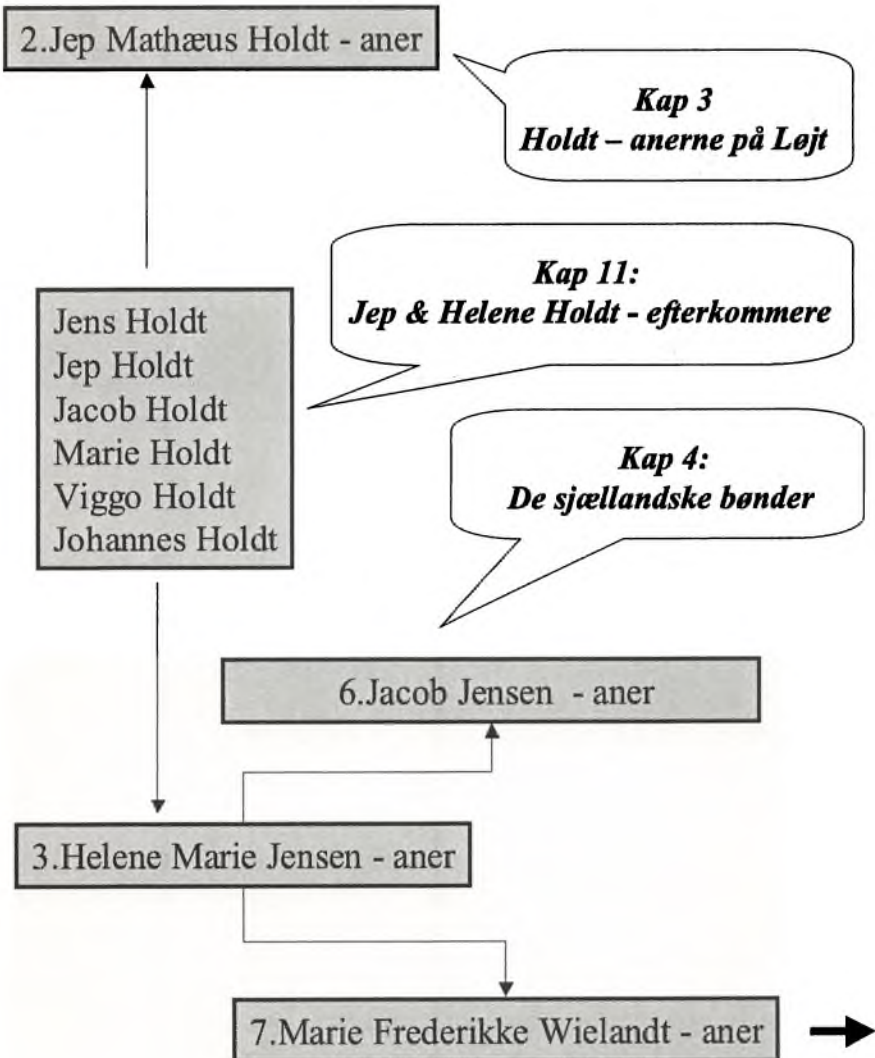 2.Jep Mathæus Holdt - aner
Kap 3
Holdt – anerne på Løjt
Kap 11:
Jep & Helene Holdt - efterkommere
Jens Holdt
Jep Holdt
Jacob Holdt
Marie Holdt
Viggo Holdt
Johannes Holdt
Kap 4:
De sjællandske bønder
6.Jacob Jensen - aner
3.Helene Marie Jensen - aner
7.Marie Frederikke Wielandt - aner